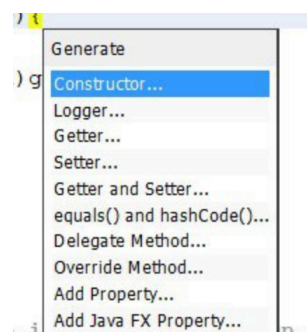 ) {
Generate
) g
Constructor...
Logger...
Getter...
Setter...
Getter and Setter...
equals() and hashCode()...
Delegate Method...
Override Method...
Add Property...
Add Java FX Property...